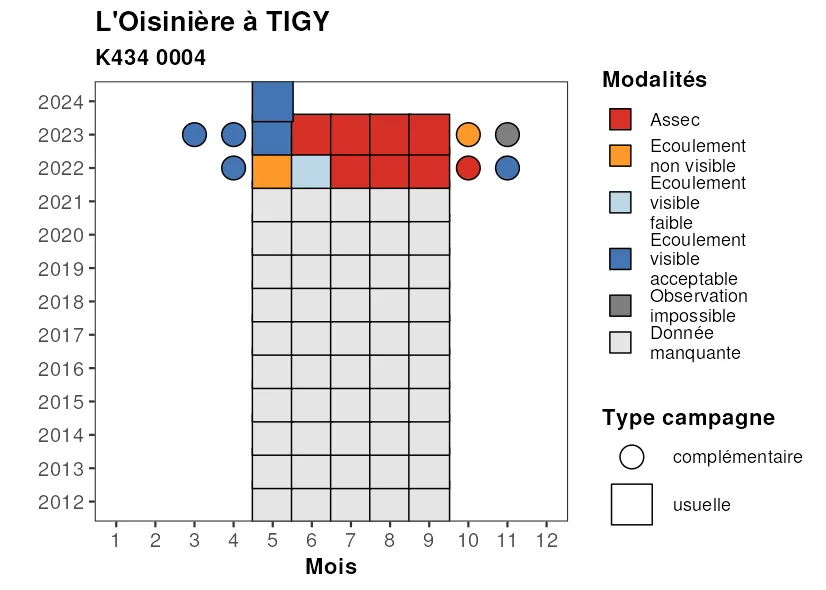 L'Oisinière à TIGY
K434 0004
2024
2023
2022
2021
2020
2019
2018
2017
2016
2015
2014
2013
2012
1 2 3 4 5 6 7 8 9 10 11 12
Mois
Modalités
Assec
Ecoulement
non visible
Ecoulement
visible
faible
Ecoulement
visible
acceptable
Observation
impossible
Donnée
manquante
Type campagne
complémentaire
usuelle